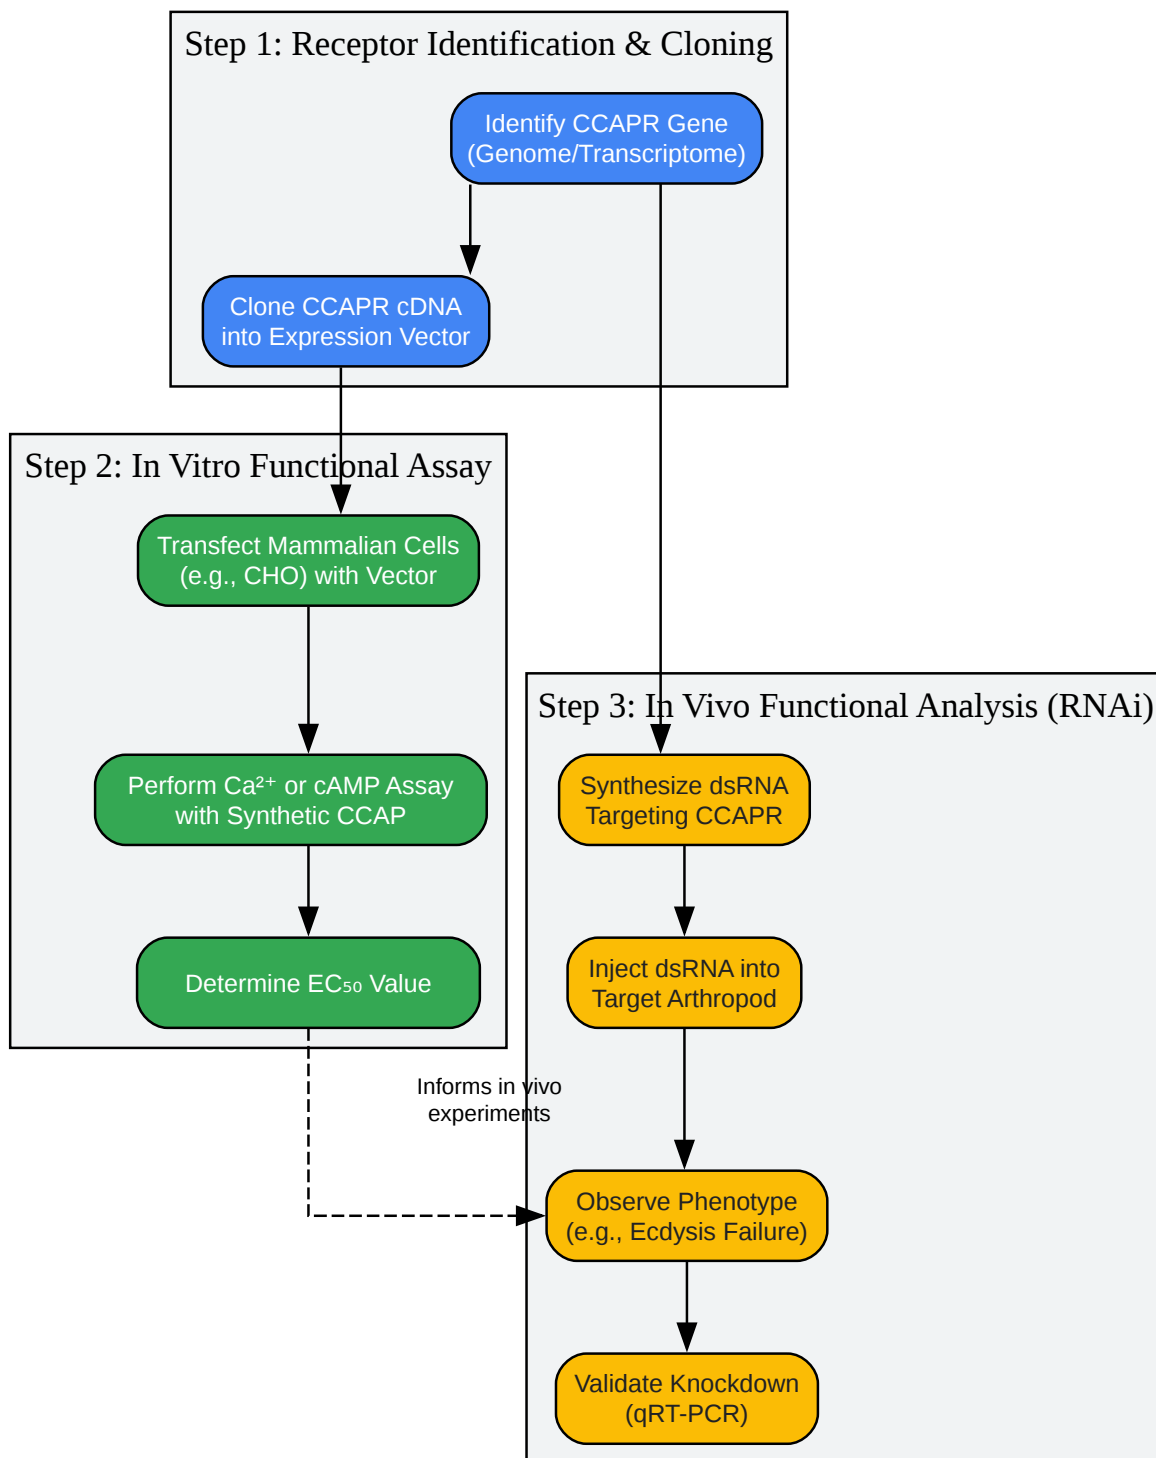 Step 1: Receptor Identification & Cloning
Identify CCAPR Gene
(Genome/Transcriptome)
Clone CCAPR cDNA
into Expression Vector
Step 2: In Vitro Functional Assay
Transfect Mammalian Cells
(e.g., CHO) with Vector
Perform Ca²⁺ or cAMP Assay
with Synthetic CCAP
Determine EC₅₀ Value
Informs in vivo
experiments
Step 3: In Vivo Functional Analysis (RNAi)
Synthesize dsRNA
Targeting CCAPR
Inject dsRNA into
Target Arthropod
Observe Phenotype
(e.g., Ecdysis Failure)
Validate Knockdown
(qRT-PCR)